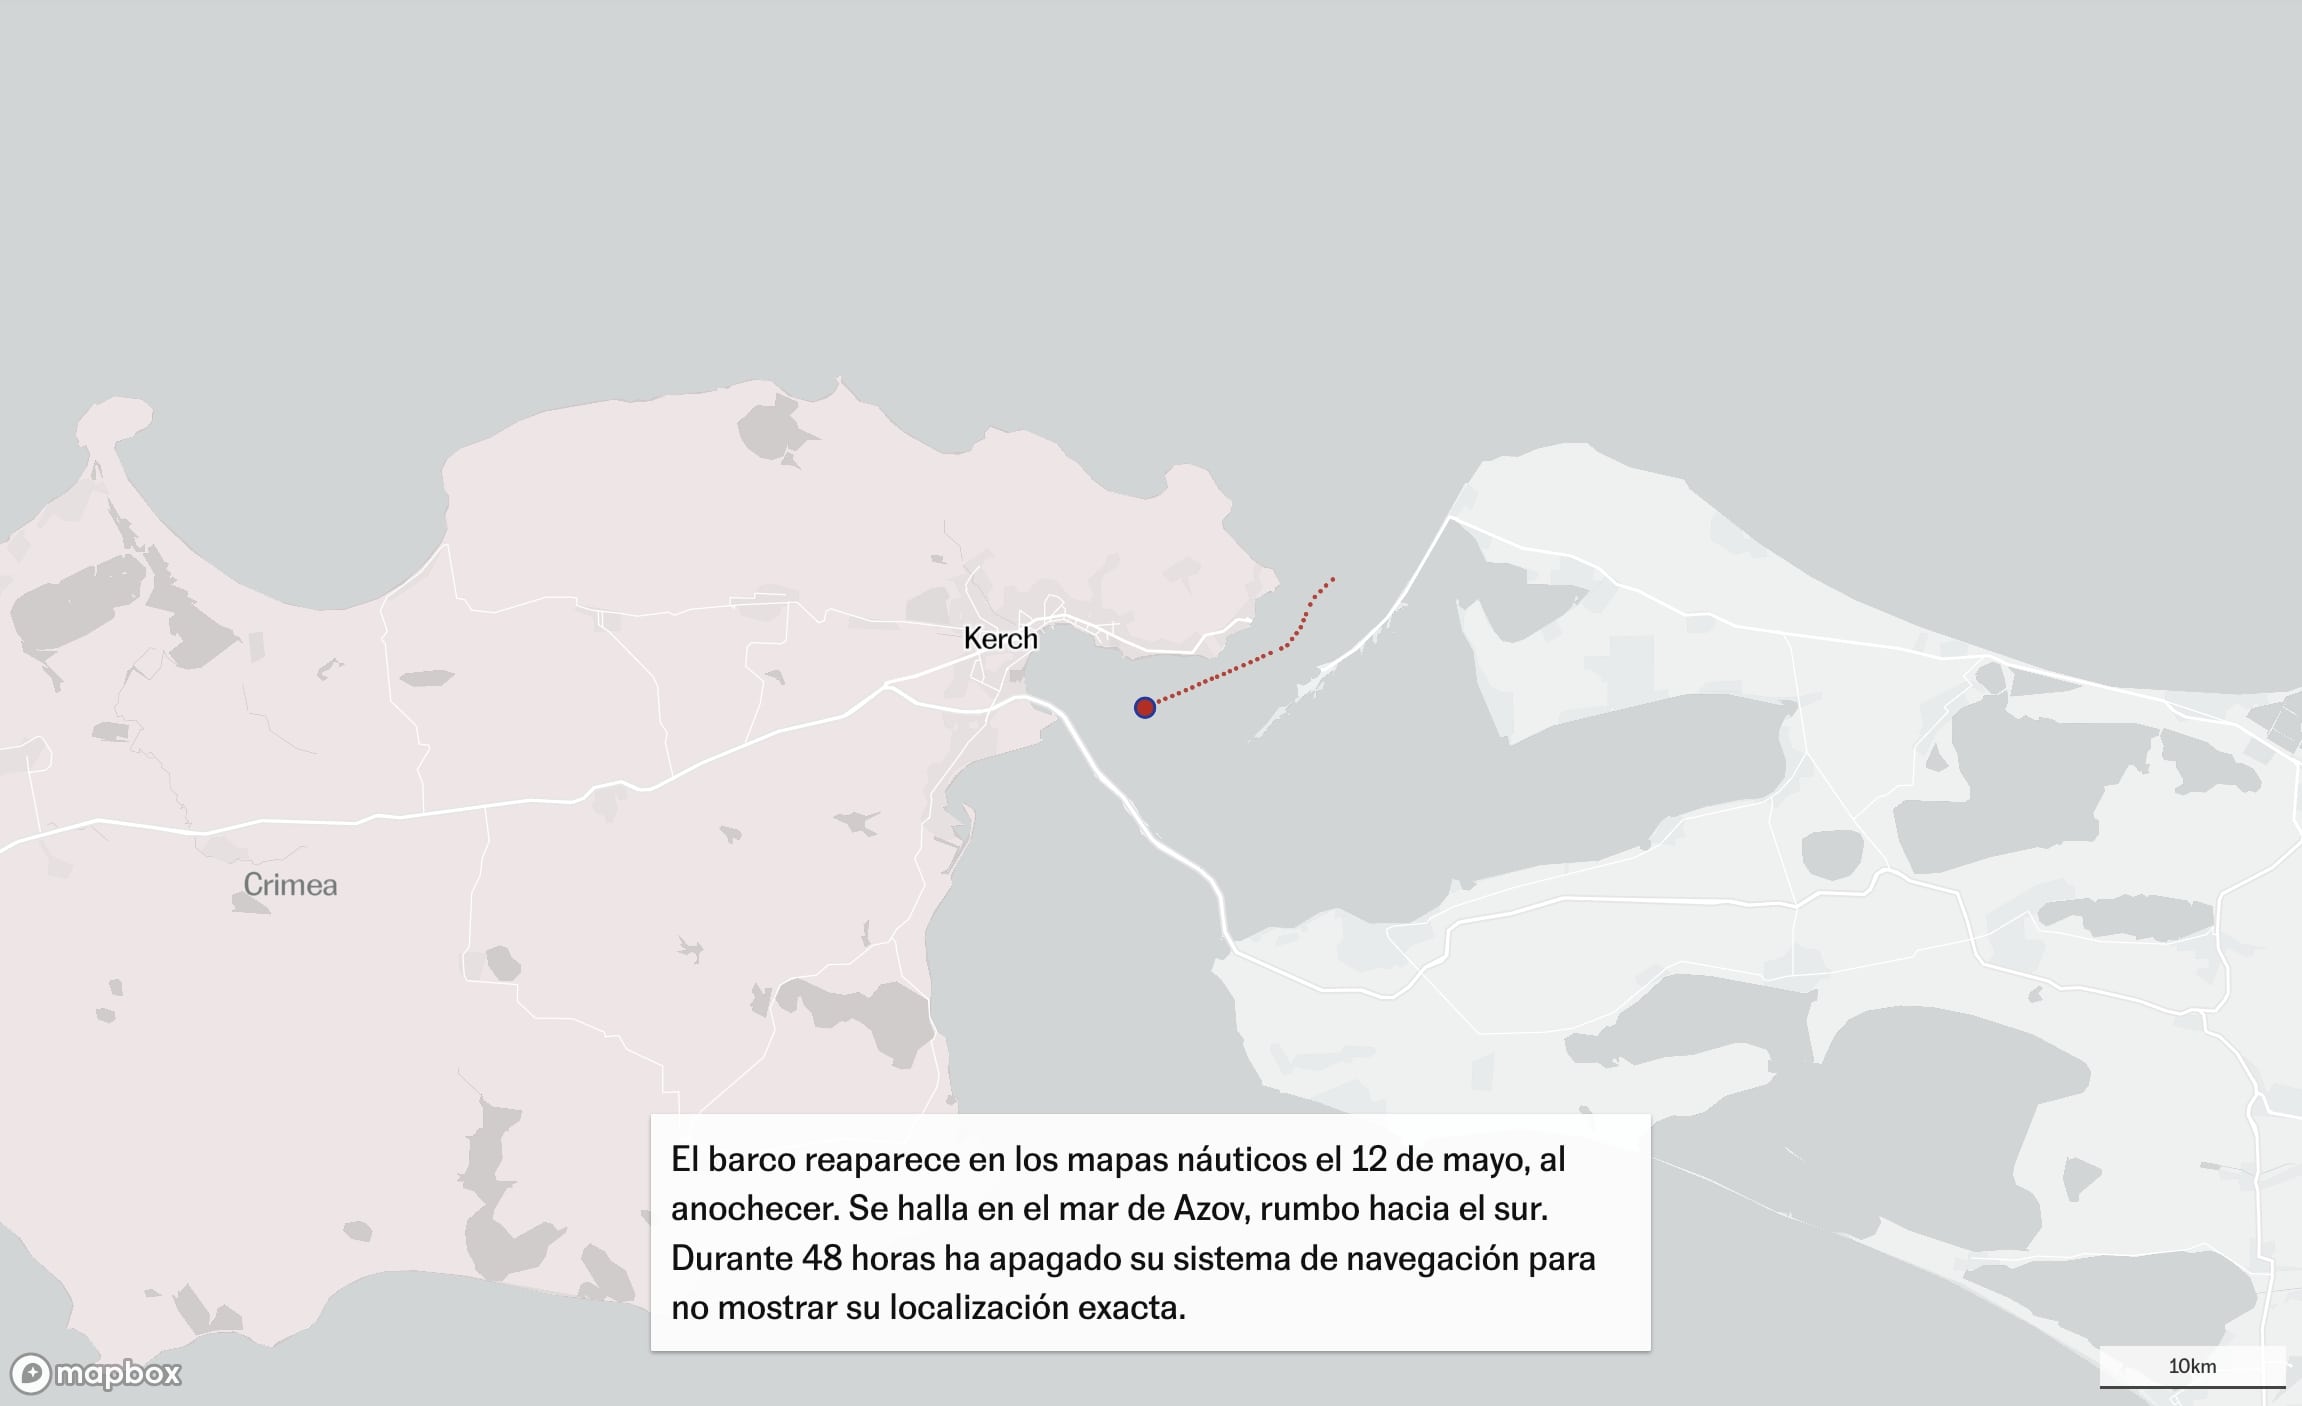 Kerch
Crimea
El barco reaparece en los mapas náuticos el 12 de mayo, al
anochecer. Se halla en el mar de Azov, rumbo hacia el sur.
Durante 48 horas ha apagado su sistema de navegación para
no mostrar su localización exacta.
mapbox
10km